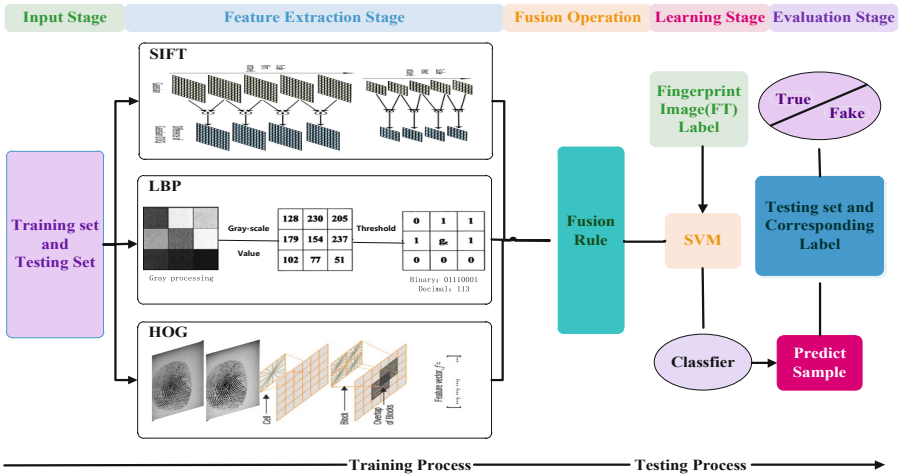 Input Stage
Feature Extraction Stage
Fusion Operation
Learning Stage
Evaluation Stage
SIFT
Training set
and
Testing Set
LBP
Gray processing
Gray-scale
Value
128 230 205
179 154 237
102 77 51
Threshold
0 1 1
1 gc 1
0 0 0
Binary: 01110001
Decimal: 113
HOG
Cell
Block
Overlap
of Blocks
Feature vector, f =
Fusion
Rule
Fingerprint
Image(FT)
Label
SVM
Classfier
True
Fake
Testing set and
Corresponding
Label
Predict
Sample
Training Process
Testing Process